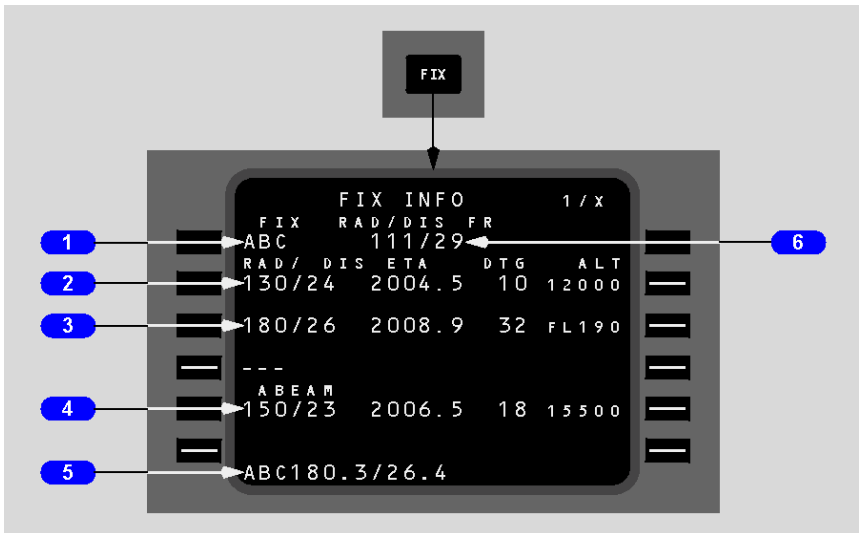 FIX
FIX INFO 1/X
FIX RAD/DIS FR
1 ABC 111/29 6
RAD/ DIS ETA DTG ALT
2 130/24 2004.5 10 12000
3 180/26 2008.9 32 FL190
---
ABEAM
4 150/23 2006.5 18 15500
5 ABC180.3/26.4